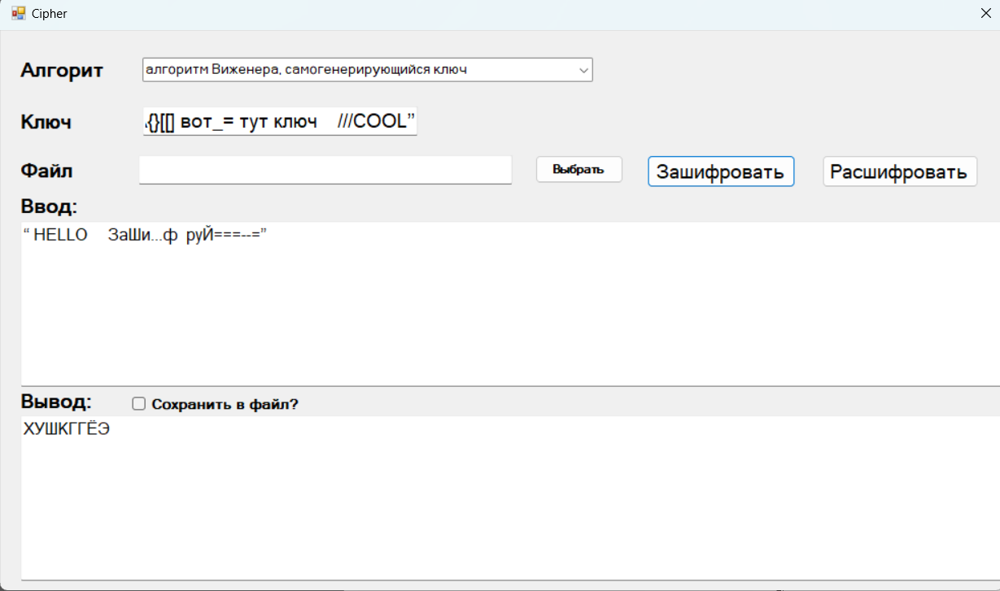 Cipher
Алгорит алгоритм Виженера, самогенерирующийся ключ
Ключ {}[[] вот_= тут ключ    ///COOL”
Файл Выбрать Зашифровать Расшифровать
Ввод:
“ HELLO     ЗаШи...ф  руЙ===--=”
Вывод: Сохранить в файл?
ХУШКГГЁЭ